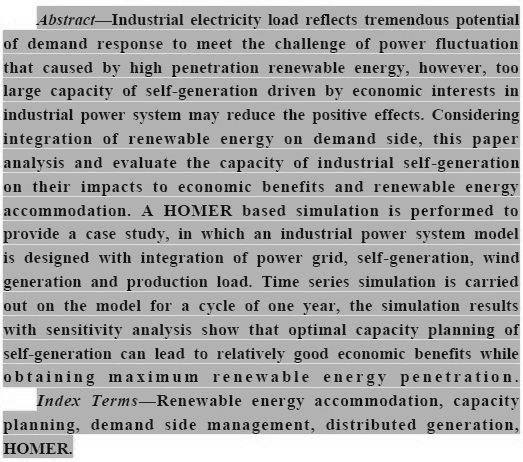 Abstract—Industrial electricity load reflects tremendous potential
of demand response to meet the challenge of power fluctuation
that caused by high penetration renewable energy, however, too
large capacity of self-generation driven by economic interests in
industrial power system may reduce the positive effects. Considering
integration of renewable energy on demand side, this paper
analysis and evaluate the capacity of industrial self-generation
on their impacts to economic benefits and renewable energy
accommodation. A HOMER based simulation is performed to
provide a case study, in which an industrial power system model
is designed with integration of power grid, self-generation, wind
generation and production load. Time series simulation is carried
out on the model for a cycle of one year, the simulation results
with sensitivity analysis show that optimal capacity planning of
self-generation can lead to relatively good economic benefits while
obtaining maximum renewable energy penetration.
Index Terms—Renewable energy accommodation, capacity
planning, demand side management, distributed generation,
HOMER.